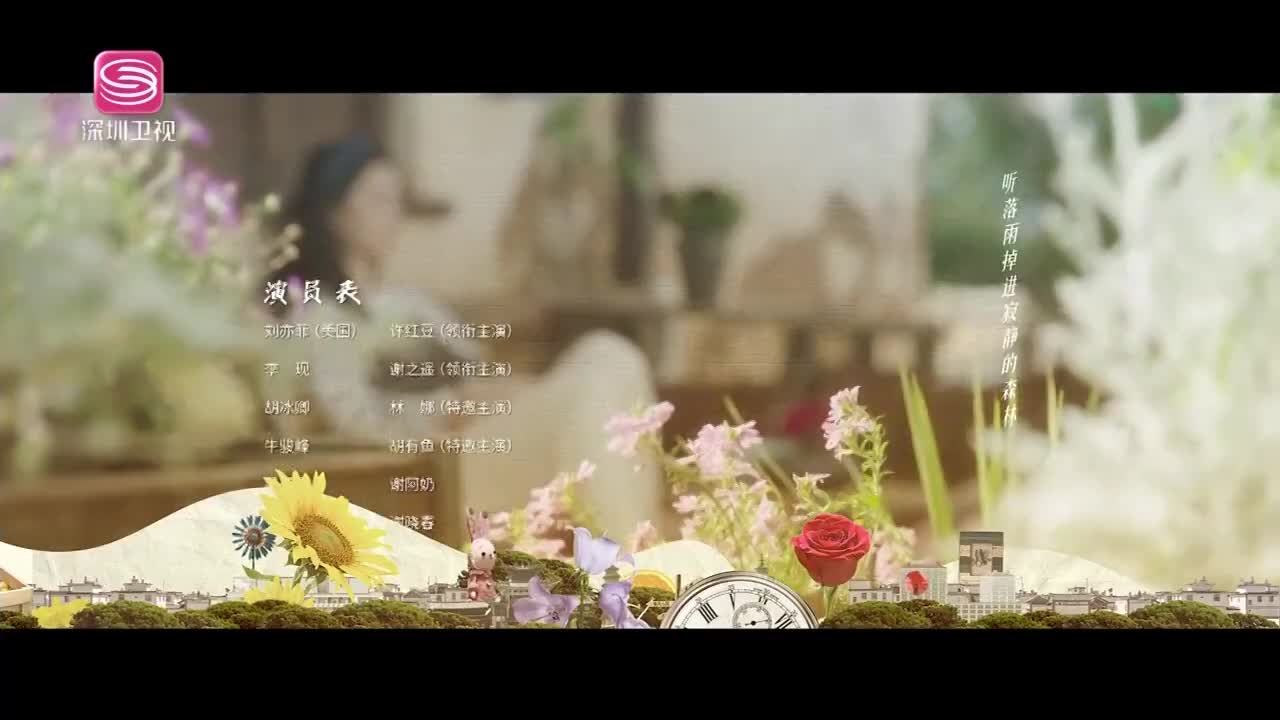 深圳卫视
听落雨掉进寂静的森林
演员表
刘亦菲（美国） 许红豆（领衔主演）
李 现 谢之遥（领衔主演）
胡冰卿 林 娜（特邀主演）
牛骏峰 胡有鱼（特邀主演）
谢阿奶
谢晓春